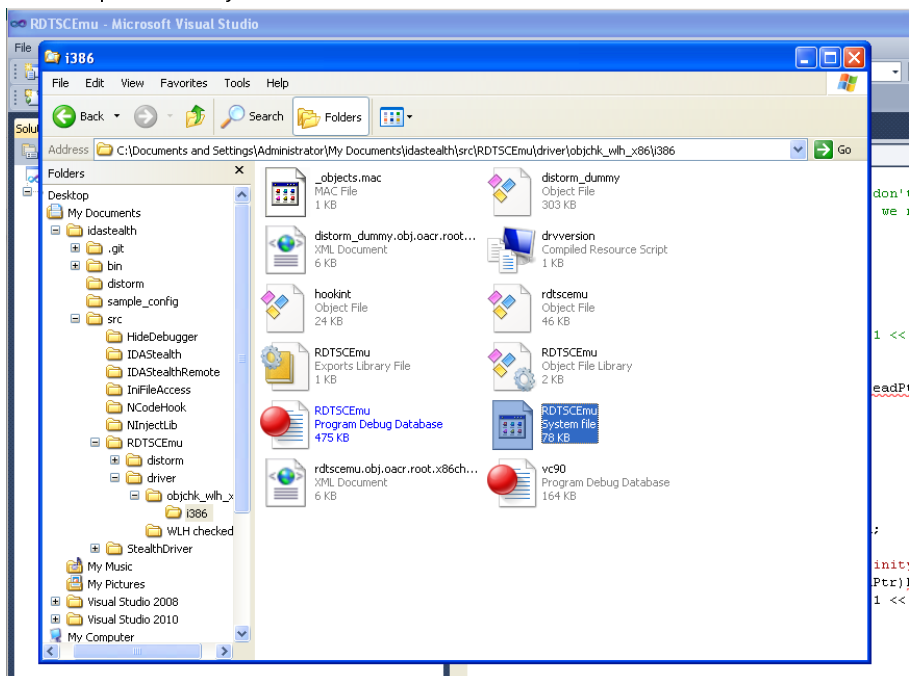 RDTSCEmu - Microsoft Visual Studio
File
i386
File Edit View Favorites Tools Help
Back Search Folders
Address C:\Documents and Settings\Administrator\My Documents\idastealth\src\RDTSCEmu\driver\objchk_wlh_x86\i386 Go
Folders x
Desktop
My Documents
idastealth
.git
bin
distorm
sample_config
src
HideDebugger
IDAStealth
IDAStealthRemote
IniFileAccess
NCodeHook
NInjectLib
RDTSCEmu
distorm
driver
objchk_wlh_x
i386
WLH checked
StealthDriver
My Music
My Pictures
Visual Studio 2008
Visual Studio 2010
My Computer
_objects.mac
MAC File
1 KB
distorm_dummy
Object File
303 KB
distorm_dummy.obj.oacr.root...
XML Document
6 KB
drvversion
Compiled Resource Script
1 KB
hookint
Object File
24 KB
rdtscemu
Object File
46 KB
RDTSCEmu
Exports Library File
1 KB
RDTSCEmu
Object File Library
2 KB
RDTSCEmu
Program Debug Database
475 KB
RDTSCEmu
System file
78 KB
rdtscemu.obj.oacr.root.x86ch...
XML Document
6 KB
vc90
Program Debug Database
164 KB
Solu
don't
we
1 <<
eadPt
;
inity
Ptr)
1 <<